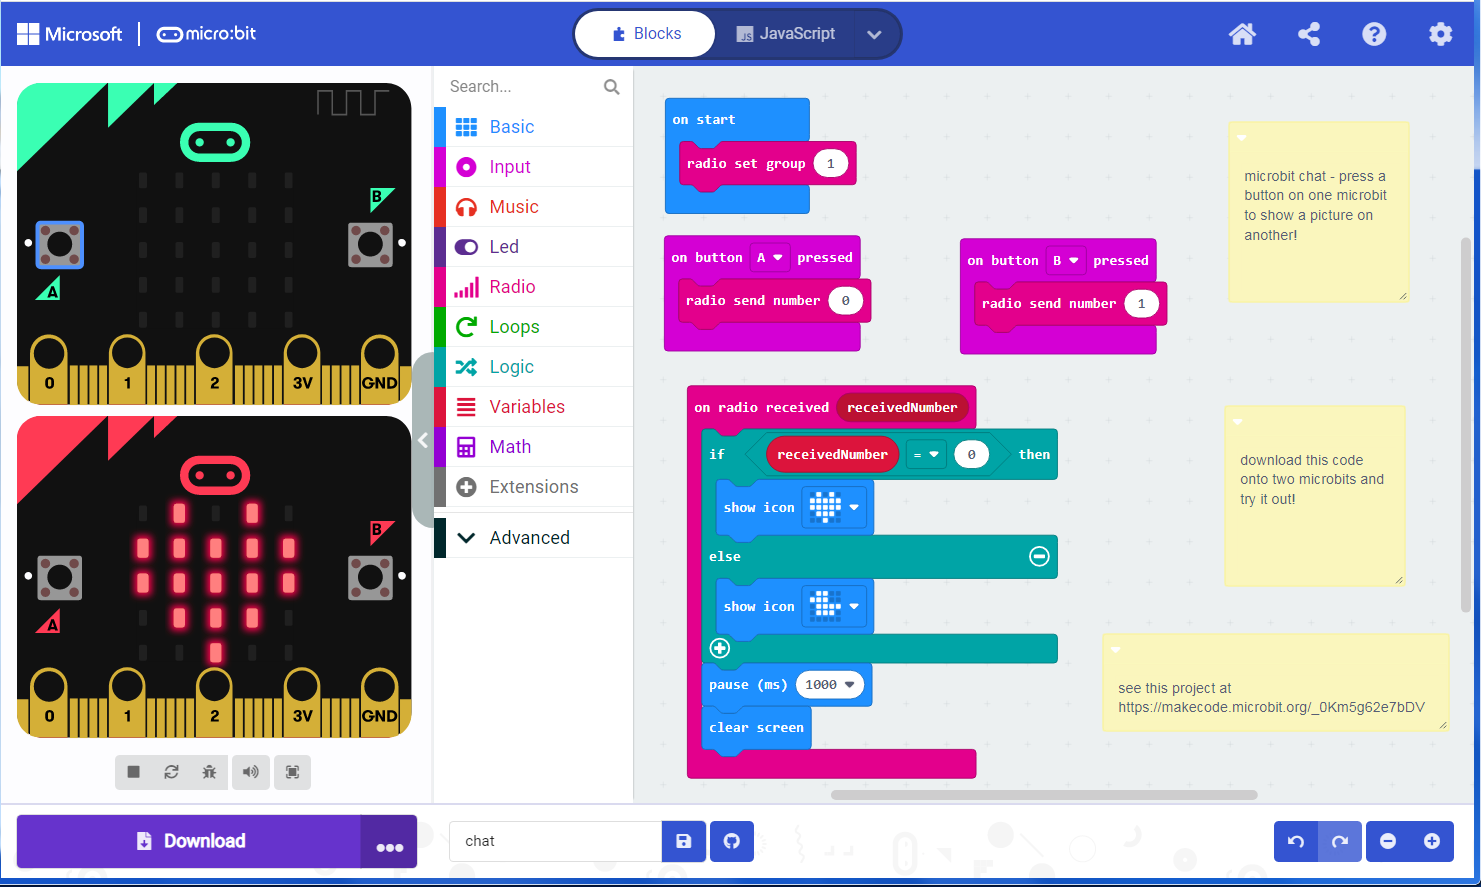 Microsoft
micro:bit
Blocks
JS JavaScript
?
B
A
0 1 2 3V GND
B
A
0 1 2 3V GND
Search...
Basic
Input
Music
Led
Radio
Loops
Logic
Variables
Math
Extensions
Advanced
on start
radio set group 1
on button A pressed
radio send number 0
on button B pressed
radio send number 1
on radio received receivedNumber
if receivedNumber = 0 then
show icon
else
show icon
pause (ms) 1000
clear screen
microbit chat - press a
button on one microbit
to show a picture on
another!
download this code
onto two microbits and
try it out!
see this project at
https://makecode.microbit.org/_0Km5g62e7bDV
Download
chat